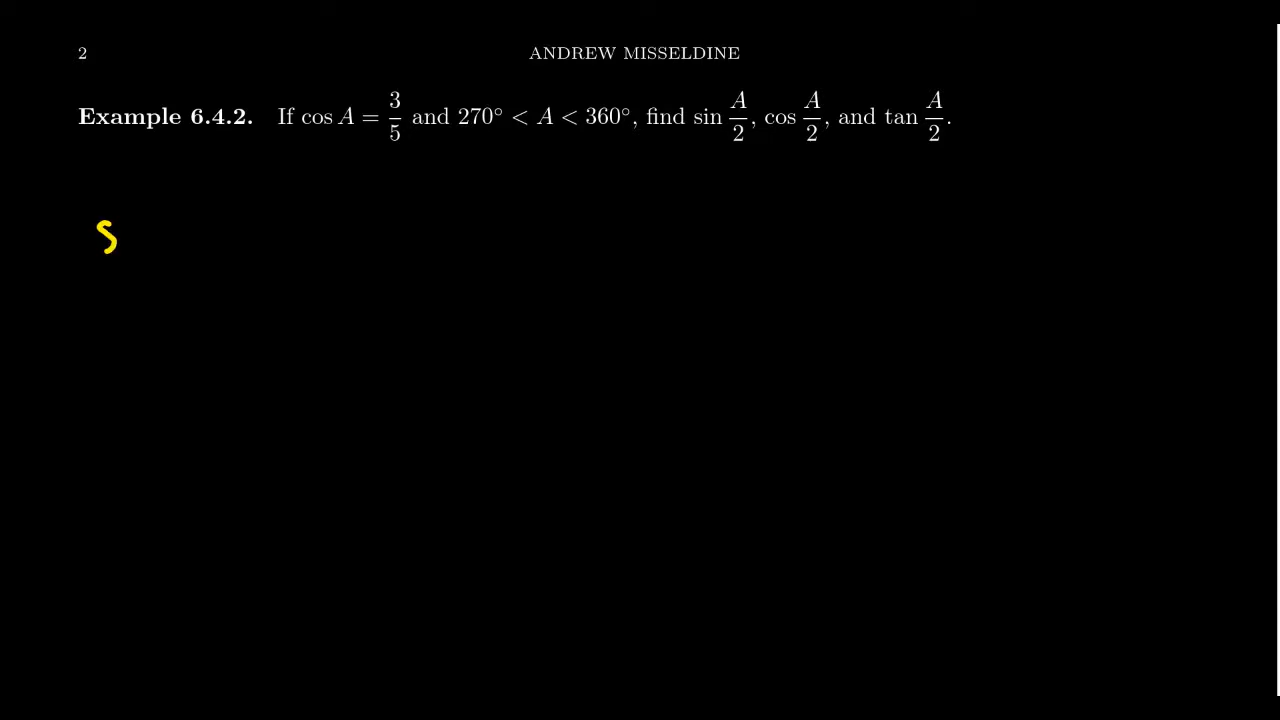 2 ANDREW MISSELDINE
Example 6.4.2. If cos A = 3/5 and 270° < A < 360°, find sin A/2, cos A/2, and tan A/2.
S